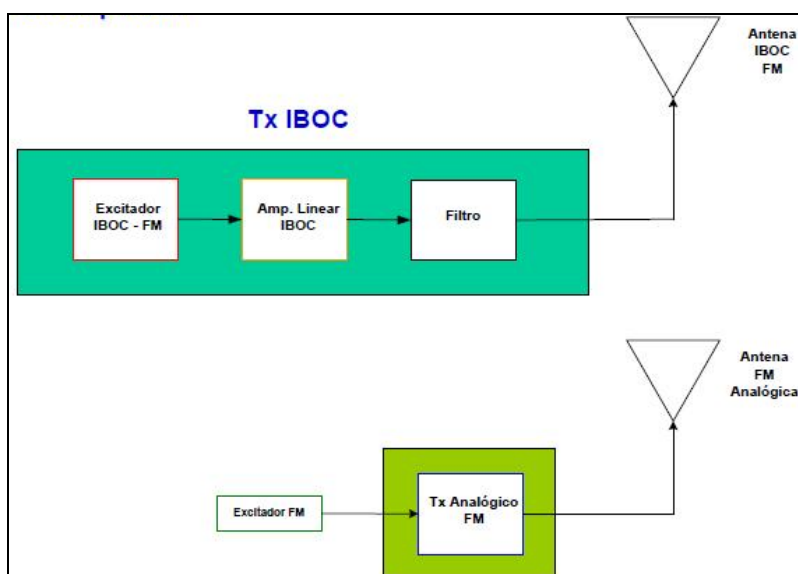 Antena
IBOC
FM
Tx IBOC
Excitador
IBOC - FM
Amp. Linear
IBOC
Filtro
Antena
FM
Analógica
Excitador FM
Tx Analógico
FM